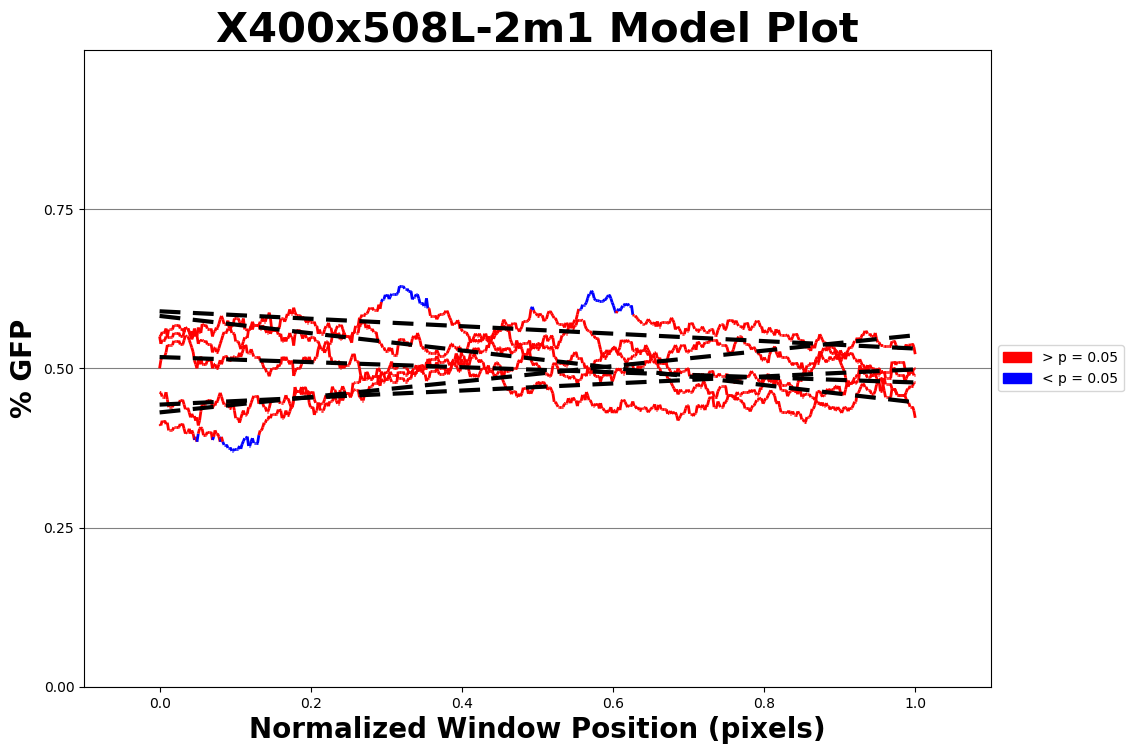 X400x508L-2m1 Model Plot
% GFP
0.75
0.50
0.25
0.00
0.0 0.2 0.4 0.6 0.8 1.0
Normalized Window Position (pixels)
> p = 0.05
< p = 0.05